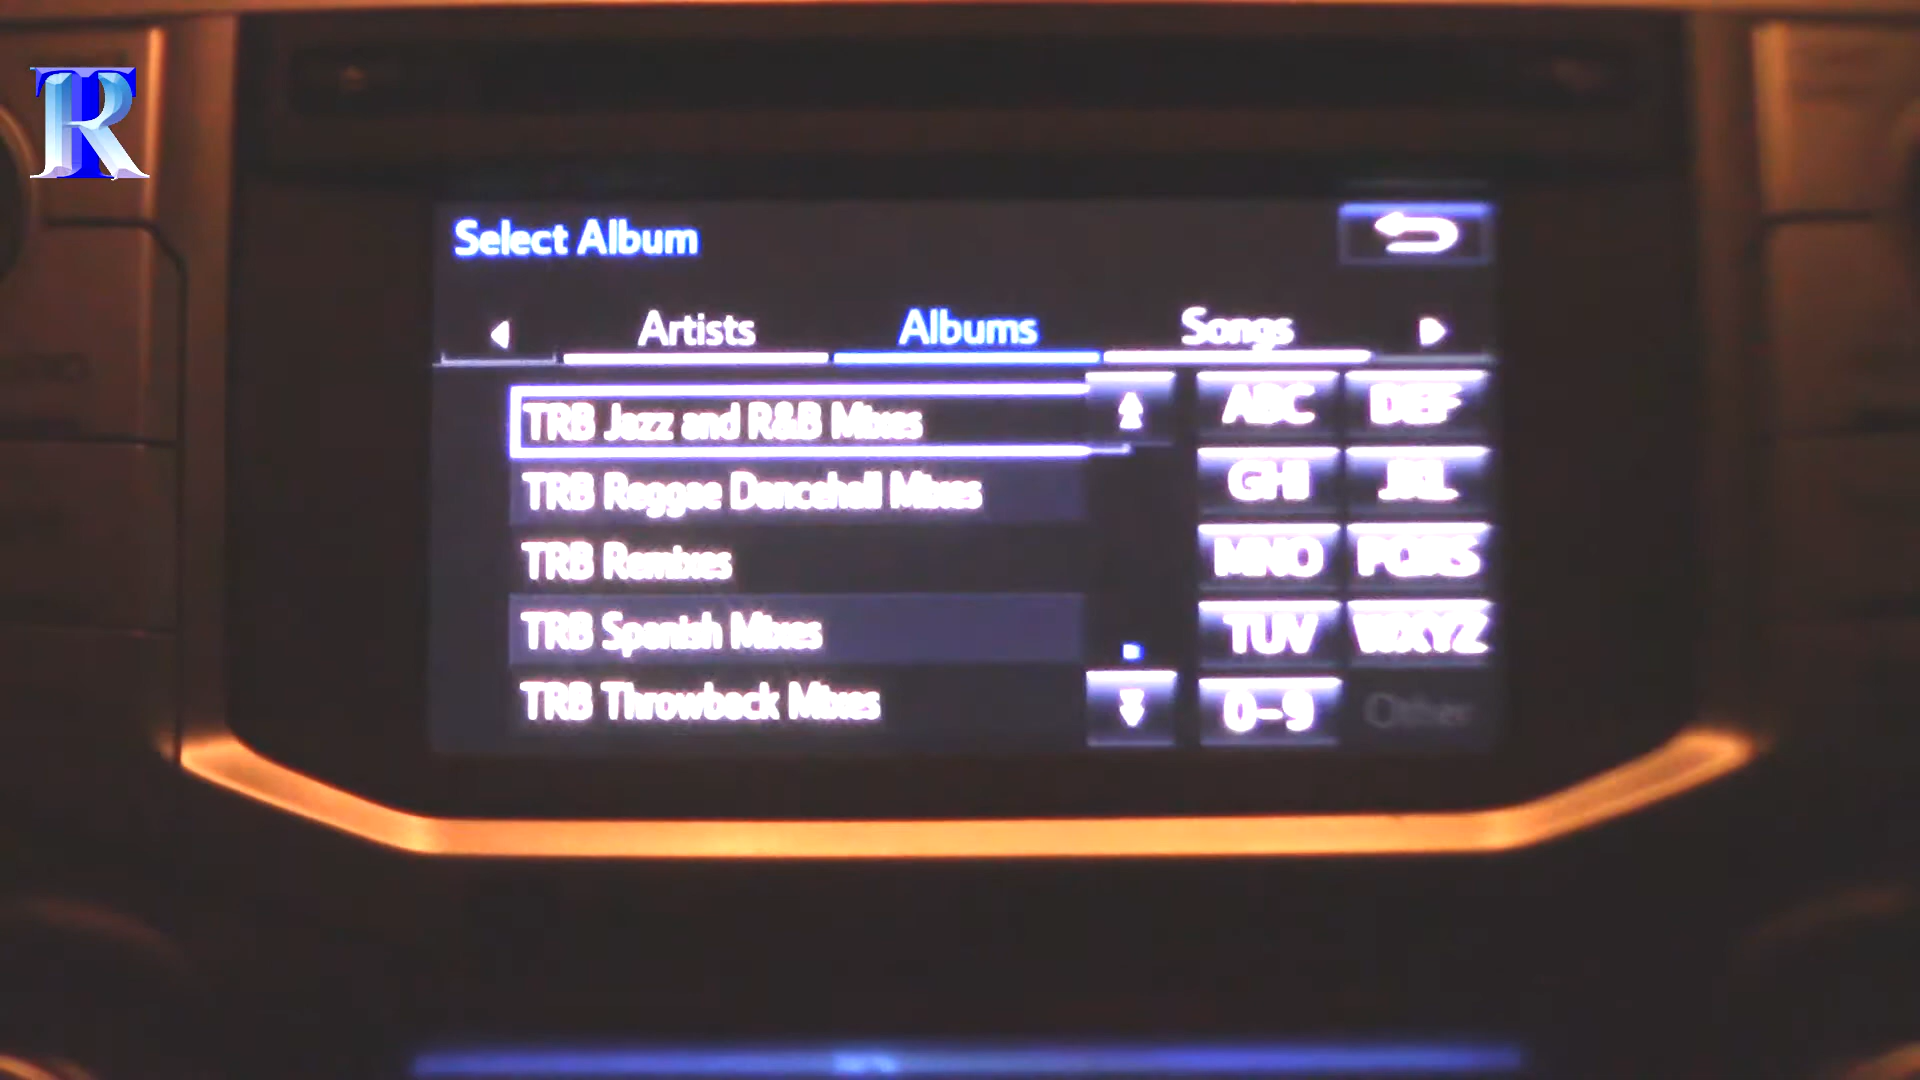 TR
Select Album
Artists Albums Songs
TRB Jazz and R&B Mixes
TRB Reggae Dancehall Mixes
TRB Remixes
TRB Spanish Mixes
TRB Throwback Mixes
ABC DEF
GHI JKL
MNO PQRS
TUV WXYZ
0-9 Other